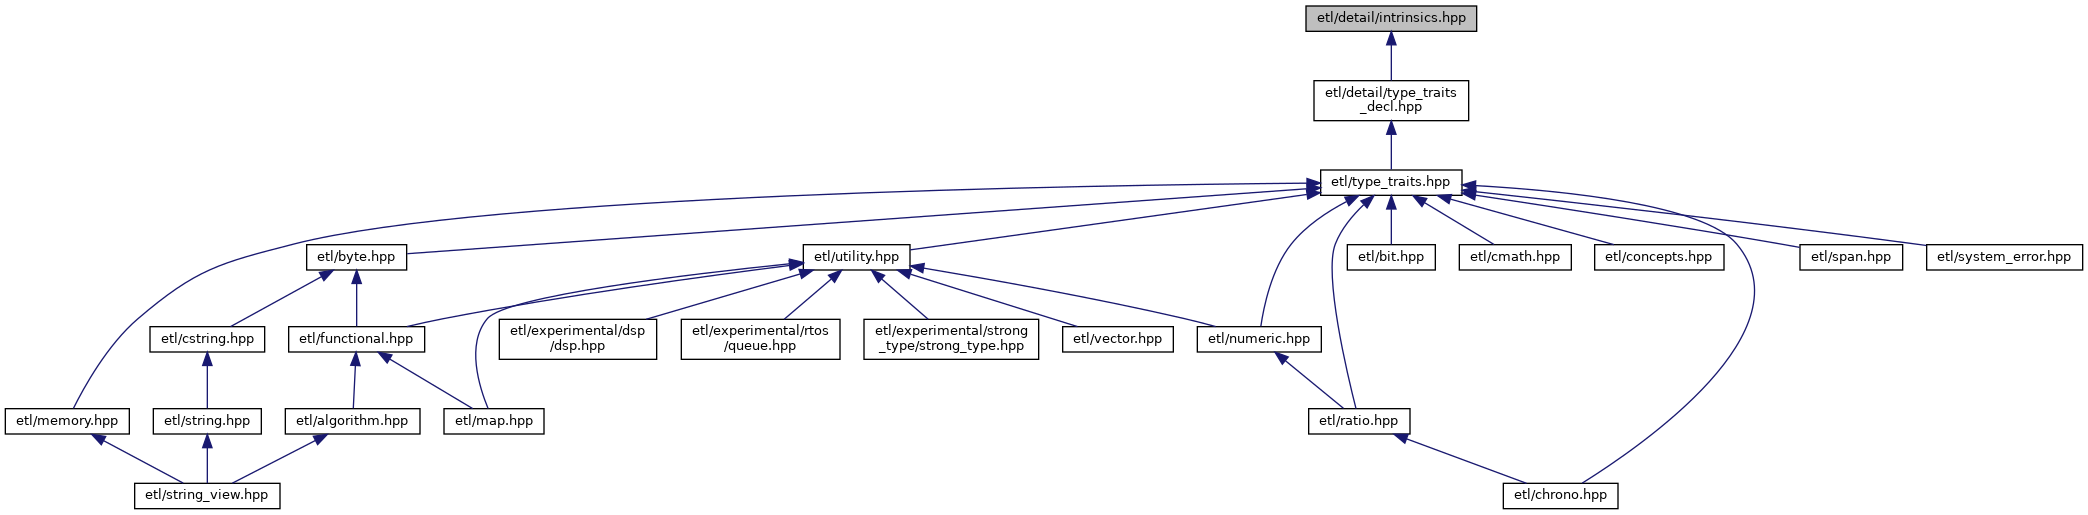 etl/detail/intrinsics.hpp
etl/detail/type_traits
_decl.hpp
etl/type_traits.hpp
etl/byte.hpp
etl/utility.hpp
etl/bit.hpp
etl/cmath.hpp
etl/concepts.hpp
etl/span.hpp
etl/system_error.hpp
etl/cstring.hpp
etl/functional.hpp
etl/experimental/dsp
/dsp.hpp
etl/experimental/rtos
/queue.hpp
etl/experimental/strong
_type/strong_type.hpp
etl/vector.hpp
etl/numeric.hpp
etl/memory.hpp
etl/string.hpp
etl/algorithm.hpp
etl/map.hpp
etl/ratio.hpp
etl/string_view.hpp
etl/chrono.hpp